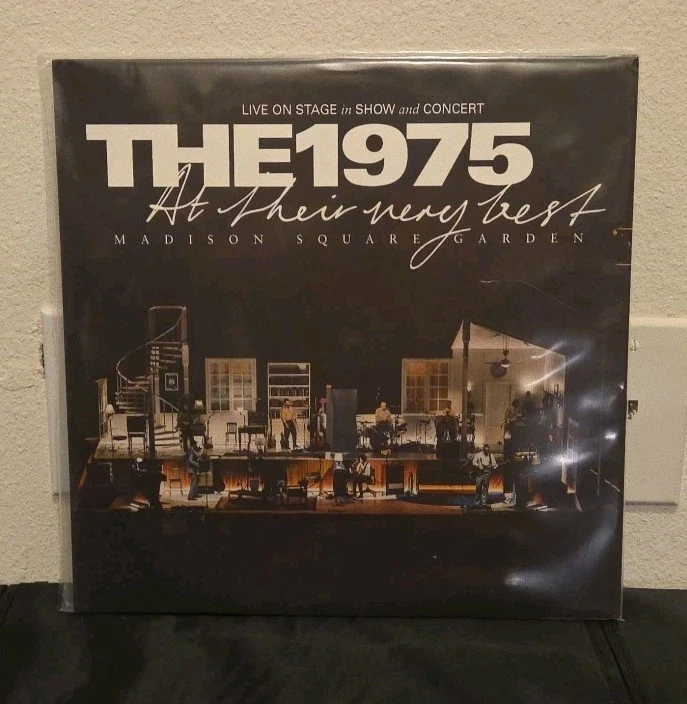 LIVE ON STAGE in SHOW and CONCERT
THE1975
At their very best
MADISON SQUARE GARDEN